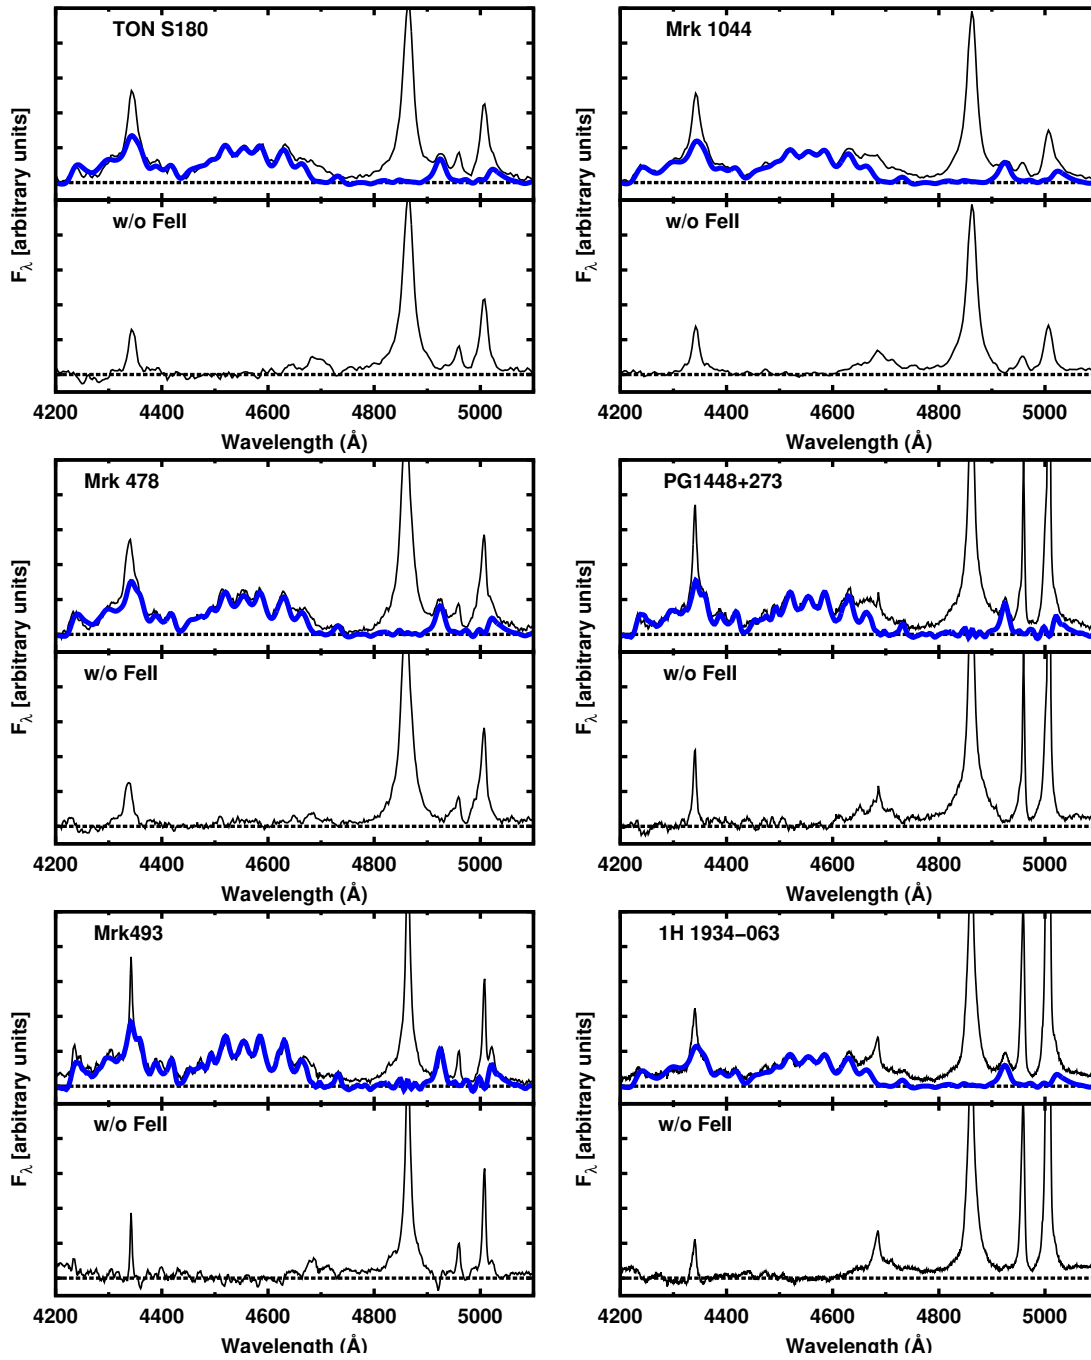 TON S180
F_λ [arbitrary units]
w/o FeII
F_λ [arbitrary units]
4200 4400 4600 4800 5000
Wavelength (Å)
Mrk 1044
F_λ [arbitrary units]
w/o FeII
F_λ [arbitrary units]
4200 4400 4600 4800 5000
Wavelength (Å)
Mrk 478
F_λ [arbitrary units]
w/o FeII
F_λ [arbitrary units]
4200 4400 4600 4800 5000
Wavelength (Å)
PG1448+273
F_λ [arbitrary units]
w/o FeII
F_λ [arbitrary units]
4200 4400 4600 4800 5000
Wavelength (Å)
Mrk493
F_λ [arbitrary units]
w/o FeII
F_λ [arbitrary units]
4200 4400 4600 4800 5000
Wavelength (Å)
1H 1934−063
F_λ [arbitrary units]
w/o FeII
F_λ [arbitrary units]
4200 4400 4600 4800 5000
Wavelength (Å)